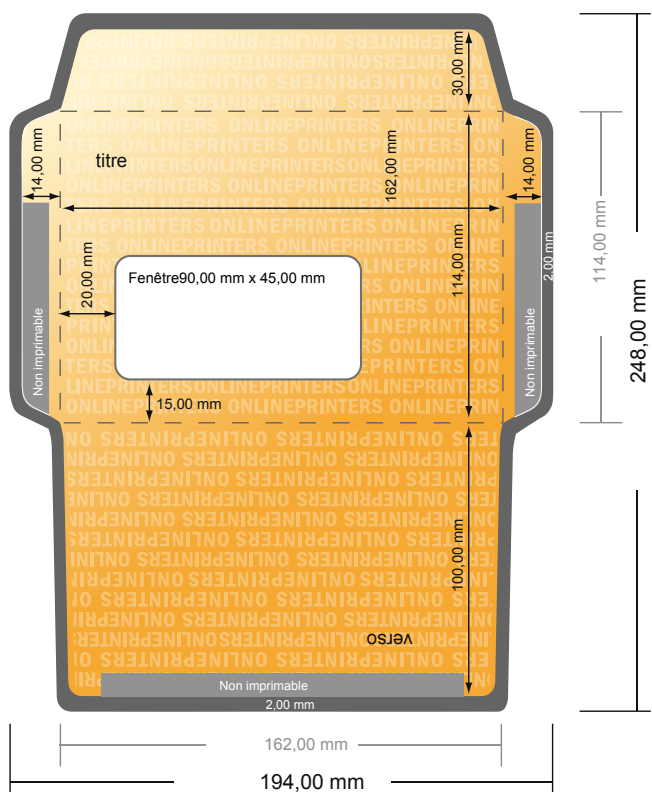 30,00 mm
14,00 mm
titre
162,00 mm
14,00 mm
114,00 mm
114,00 mm
2,00 mm
248,00 mm
20,00 mm
Fenêtre90,00 mm x 45,00 mm
Non imprimable
Non imprimable
15,00 mm
ONLINEPRINTERS ONLINEPRINTERS
100,00 mm
verso
Non imprimable
2,00 mm
162,00 mm
194,00 mm